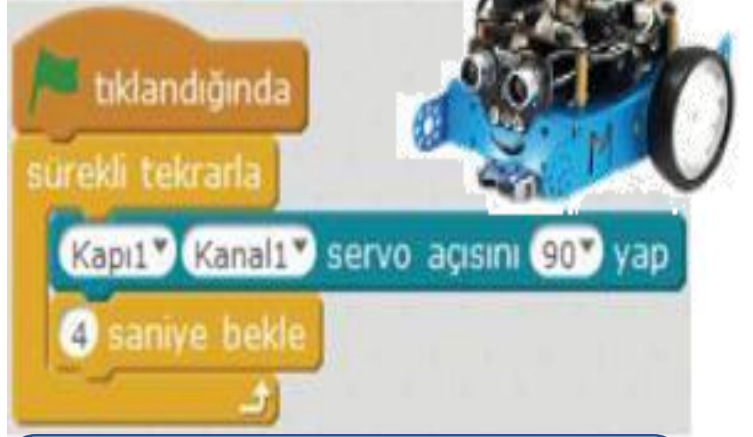 tıklandığında
sürekli tekrarla
Kapı1 Kanal1 servo açısını 90 yap
4 saniye bekle